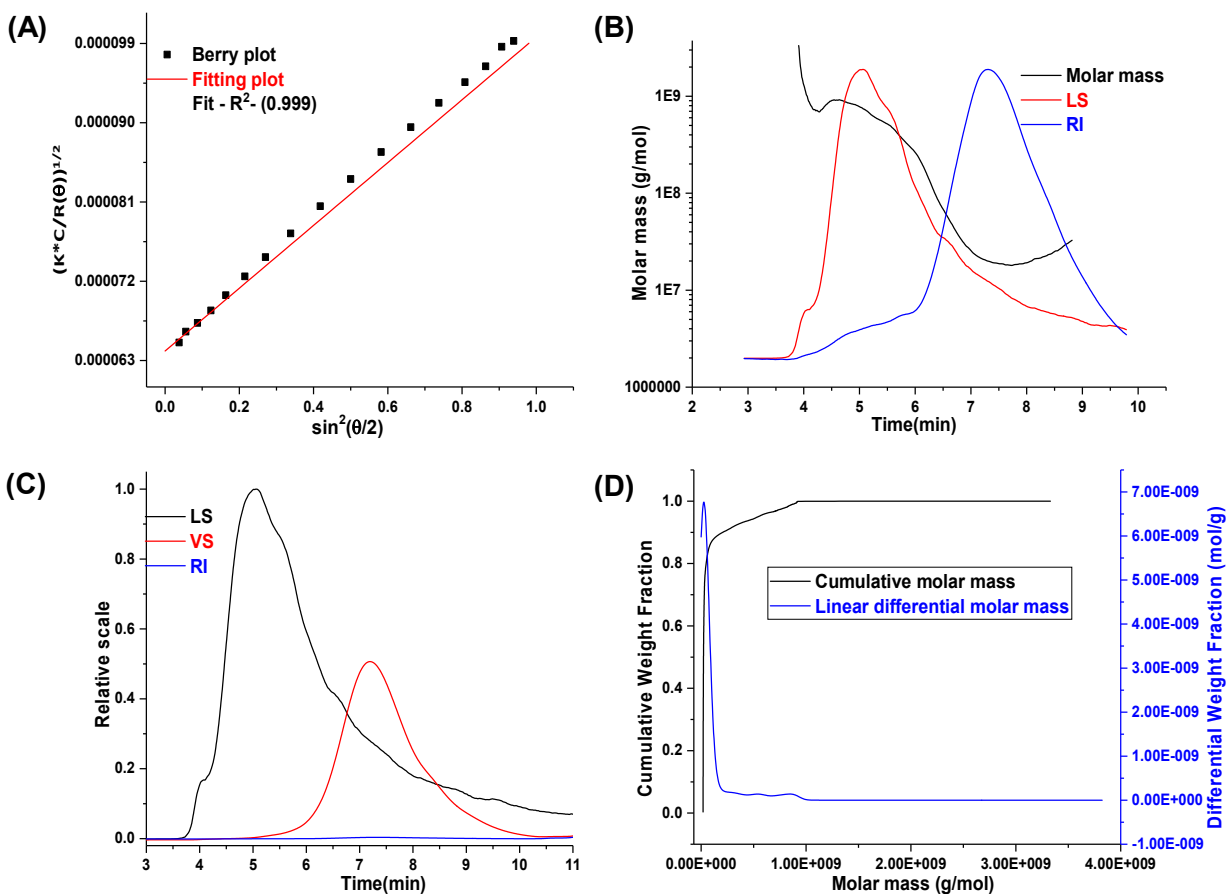 (A)
(K*C/R(θ))¹/²
0.000099
0.000090
0.000081
0.000072
0.000063
Berry plot
Fitting plot
Fit - R²- (0.999)
0.0 0.2 0.4 0.6 0.8 1.0
sin²(θ/2)
(B)
Molar mass (g/mol)
1E9
1E8
1E7
1000000
Molar mass
LS
RI
2 3 4 5 6 7 8 9 10
Time(min)
(C)
Relative scale
1.0
0.8
0.6
0.4
0.2
0.0
LS
VS
RI
3 4 5 6 7 8 9 10 11
Time(min)
(D)
Cumulative Weight Fraction
1.0
0.8
0.6
0.4
0.2
0.0
Cumulative molar mass
Linear differential molar mass
7.00E-009
6.00E-009
5.00E-009
4.00E-009
3.00E-009
2.00E-009
1.00E-009
0.00E+000
-1.00E-009
Differential Weight Fraction (mol/g)
0.00E+000 1.00E+009 2.00E+009 3.00E+009 4.00E+009
Molar mass (g/mol)